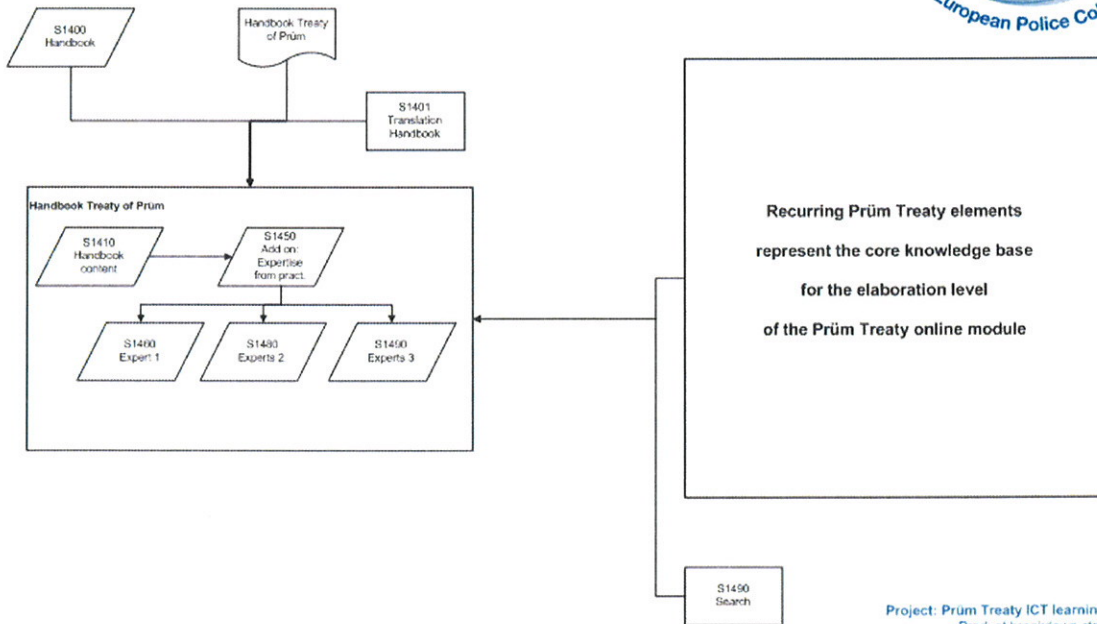 European Police Co
S1400
Handbook
Handbook Treaty
of Prüm
S1401
Translation
Handbook
Handbook Treaty of Prüm
S1410
Handbook
content
S1450
Add on:
Expertise
from pract.
S1460
Expert 1
S1480
Experts 2
S1490
Experts 3
Recurring Prüm Treaty elements
represent the core knowledge base
for the elaboration level
of the Prüm Treaty online module
S1490
Search
Project: Prüm Treaty ICT learnin